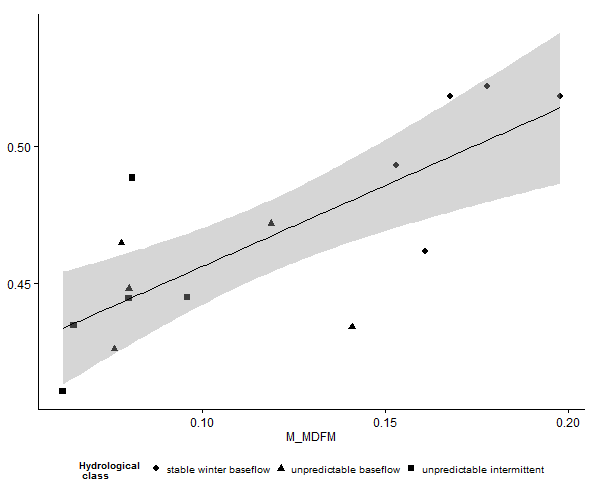 0.50
0.45
0.10 0.15 0.20
M_MDFM
Hydrological
class
stable winter baseflow unpredictable baseflow unpredictable intermittent